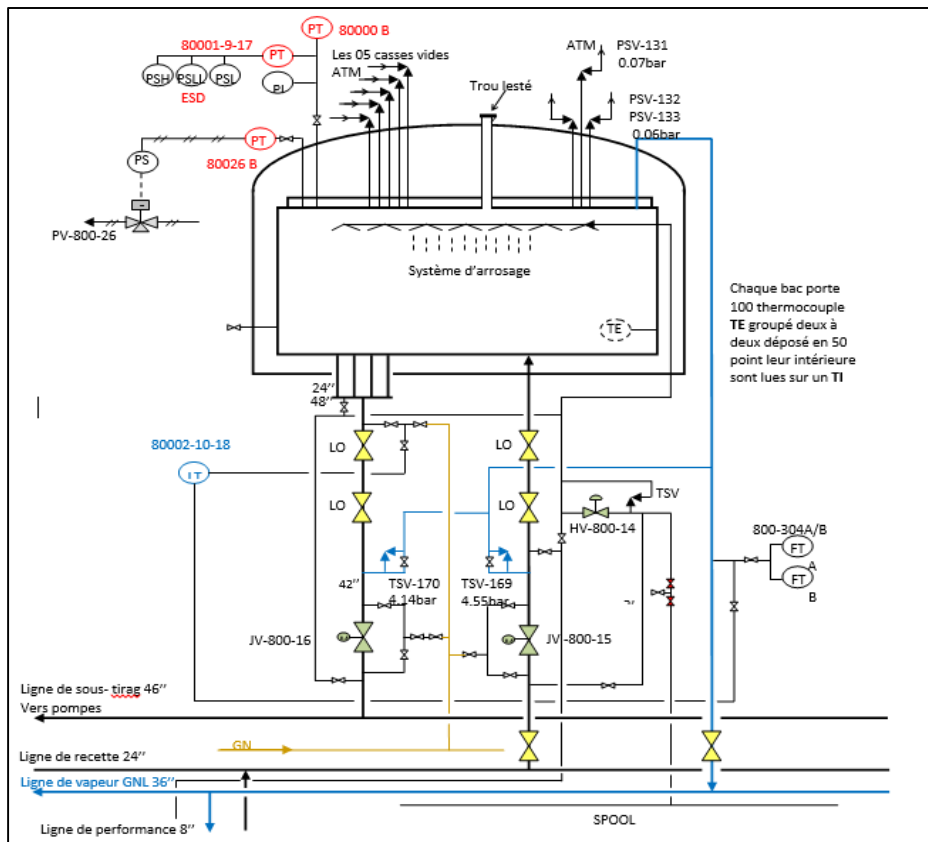 80000 B
PT
80001-9-17
PT
PSH
PSLL
PSL
PI
ESD
Les 05 casses vides
ATM
Trou lesté
ATM
PSV-131
0.07bar
PSV-132
PSV-133
0.06bar
PT
80026 B
PS
PV-800-26
Système d'arrosage
TE
Chaque bac porte
100 thermocouple
TE groupé deux à
deux déposé en 50
point leur intérieure
sont lues sur un TI
24’’
48’’
80002-10-18
LO
LO
LO
LO
TSV
HV-800-14
800-304A/B
FT
A
FT
B
42’’
TSV-170
4.14bar
TSV-169
4.55bar
JV-800-16
JV-800-15
Ligne de sous- tirag 46’’
Vers pompes
GN
Ligne de recette 24’’
Ligne de vapeur GNL 36’’
Ligne de performance 8’’
SPOOL